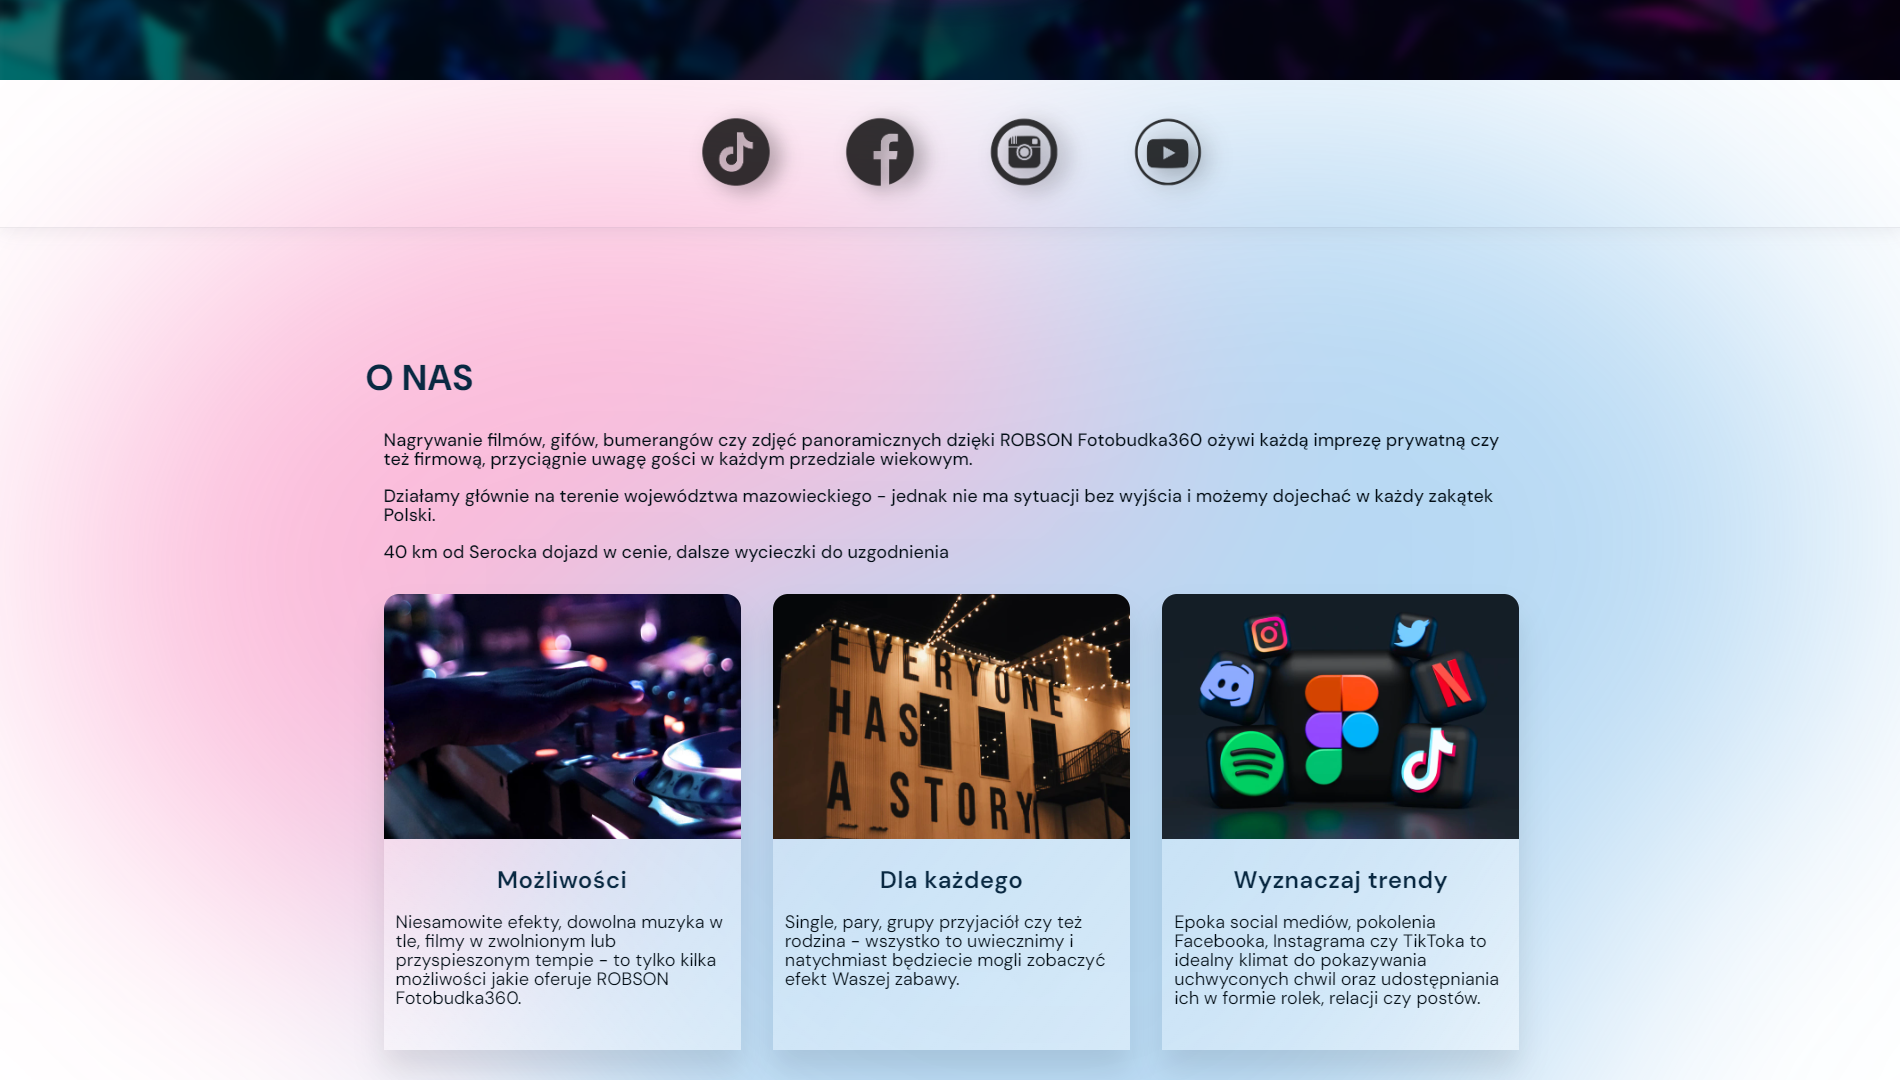 O NAS
Nagrywanie filmów, gifów, bumerangów czy zdjęć panoramicznych dzięki ROBSON Fotobudka360 ożywi każdą imprezę prywatną czy
też firmową, przyciągnie uwagę gości w każdym przedziale wiekowym.
Działamy głównie na terenie województwa mazowieckiego - jednak nie ma sytuacji bez wyjścia i możemy dojechać w każdy zakątek
Polski.
40 km od Serocka dojazd w cenie, dalsze wycieczki do uzgodnienia
EVERYONE
HAS
A STORY
Możliwości
Niesamowite efekty, dowolna muzyka w
tle, filmy w zwolnionym lub
przyspieszonym tempie - to tylko kilka
możliwości jakie oferuje ROBSON
Fotobudka360.
Dla każdego
Single, pary, grupy przyjaciół czy też
rodzina - wszystko to uwiecznimy i
natychmiast będziecie mogli zobaczyć
efekt Waszej zabawy.
Wyznaczaj trendy
Epoka social mediów, pokolenia
Facebooka, Instagrama czy TikToka to
idealny klimat do pokazywania
uchwyconych chwil oraz udostępniania
ich w formie rolek, relacji czy postów.